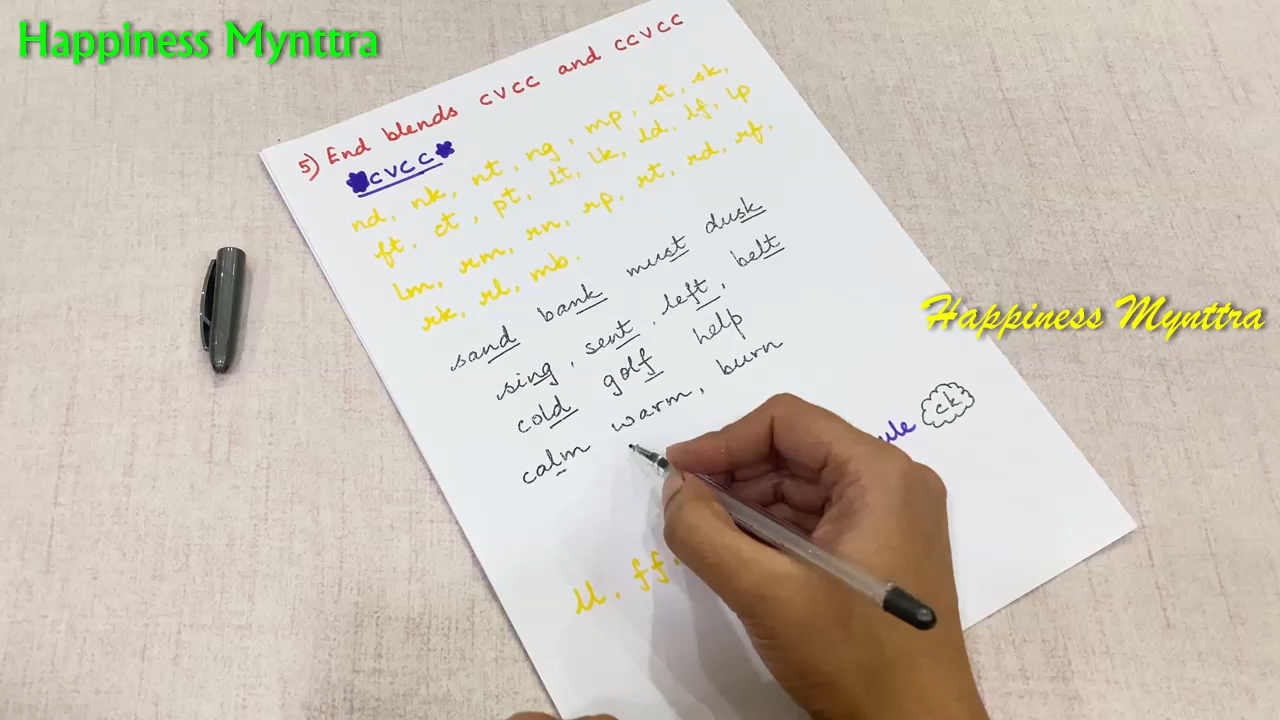 Happiness Mynttra
5) End blends CVCC and CCVCC
CVCC
nd, nk, nt, ng, mp, st, sk,
ft, ct, pt, lt, lk, ld, lf, lp
lm, rm, rn, rp, rt, rd, rf,
rk, rl, mb.
sand bank must dusk
sing, sent, left, belt
cold golf help
calm warm, burn
Happiness Mynttra
ule ck
ll, ff,